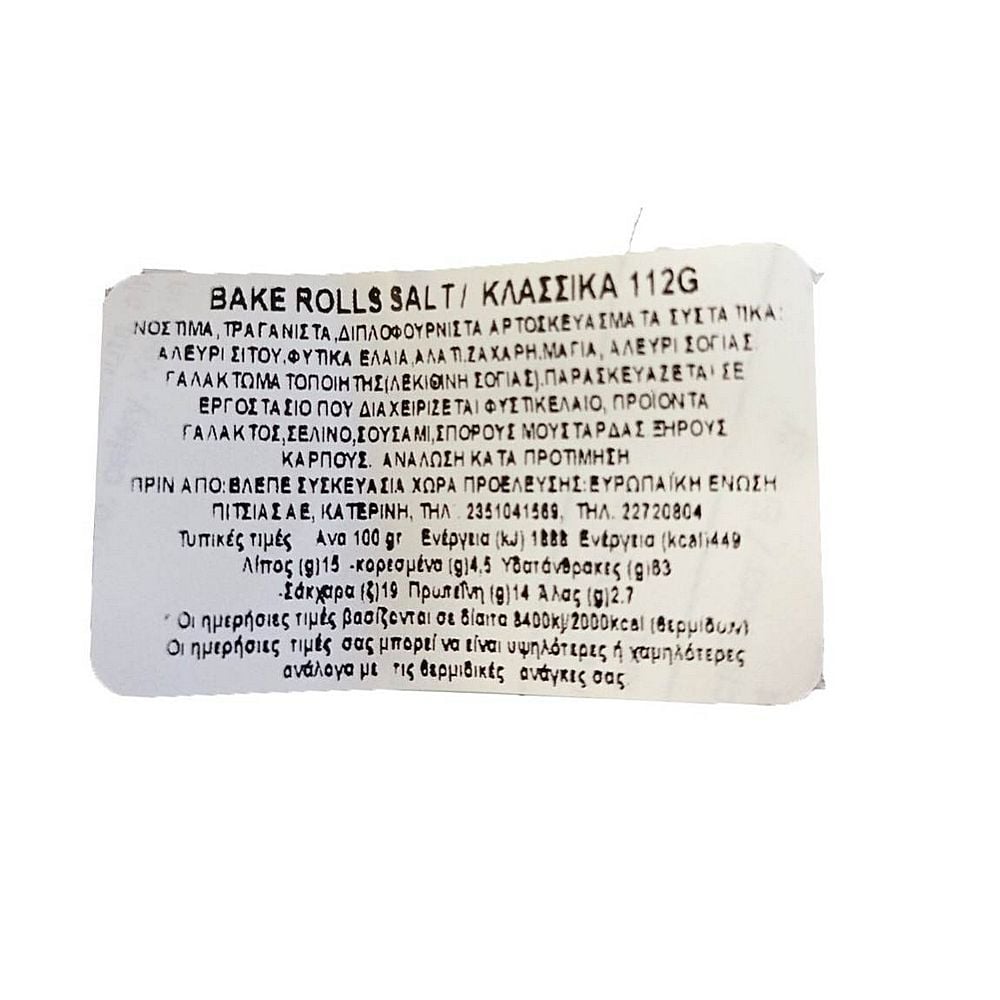 BAKE ROLLS SALT / ΚΛΑΣΣΙΚΑ 112G
ΝΟΣΤΙΜΑ,ΤΡΑΓΑΝΙΣΤΑ,ΔΙΠΛΟΦΟΥΡΝΙΣΤΑ ΑΡΤΟΣΚΕΥΑΣΜΑΤΑ ΣΥΣΤΑΤΙΚΑ:
ΑΛΕΥΡΙ ΣΙΤΟΥ,ΦΥΤΙΚΑ ΕΛΑΙΑ,ΑΛΑΤΙ.ΖΑΧΑΡΗ.ΜΑΓΙΑ, ΑΛΕΥΡΙ ΣΟΓΙΑΣ.
ΓΑΛΑΚΤΩΜΑΤΟΠΟΙΗΤΗΣ(ΛΕΚΙΘΙΝΗ ΣΟΓΙΑΣ).ΠΑΡΑΣΚΕΥΑΖΕΤΑΙ ΣΕ
ΕΡΓΟΣΤΑΣΙΟ ΠΟΥ ΔΙΑΧΕΙΡΙΖΕΤΑΙ ΦΥΣΤΙΚΕΛΑΙΟ, ΠΡΟΪΟΝΤΑ
ΓΑΛΑΚΤΟΣ,ΣΕΛΙΝΟ,ΣΟΥΣΑΜΙ,ΣΠΟΡΟΥΣ ΜΟΥΣΤΑΡΔΑΣ ΞΗΡΟΥΣ
ΚΑΡΠΟΥΣ. ΑΝΑΛΩΣΗ ΚΑΤΑ ΠΡΟΤΙΜΗΣΗ
ΠΡΙΝ ΑΠΟ:ΒΛΕΠΕ ΣΥΣΚΕΥΑΣΙΑ ΧΩΡΑ ΠΡΟΕΛΕΥΣΗΣ:ΕΥΡΩΠΑΪΚΗ ΕΝΩΣΗ
ΠΙΤΣΙΑΣ ΑΕ, ΚΑΤΕΡΙΝΗ, ΤΗΛ. 2351041569, ΤΗΛ. 22720804
Τυπικές τιμές Ανα 100 gr Ενέργεια (kJ) 1888 Ενέργεια (kcal)449
Λίπος (g)15 -κορεσμένα (g)4,5 Υδατάνθρακες (g)63
-Σάκχαρα (ξ)19 Πρωτεΐνη (g)14 Άλας (g)2.7
* Οι ημερήσιες τιμές βασίζονται σε δίαιτα 8400kj/2000kcal (θερμίδων)
Οι ημερήσιες τιμές σας μπορεί να είναι υψηλότερες ή χαμηλότερες
ανάλογα με τις θερμιδικές ανάγκες σας.